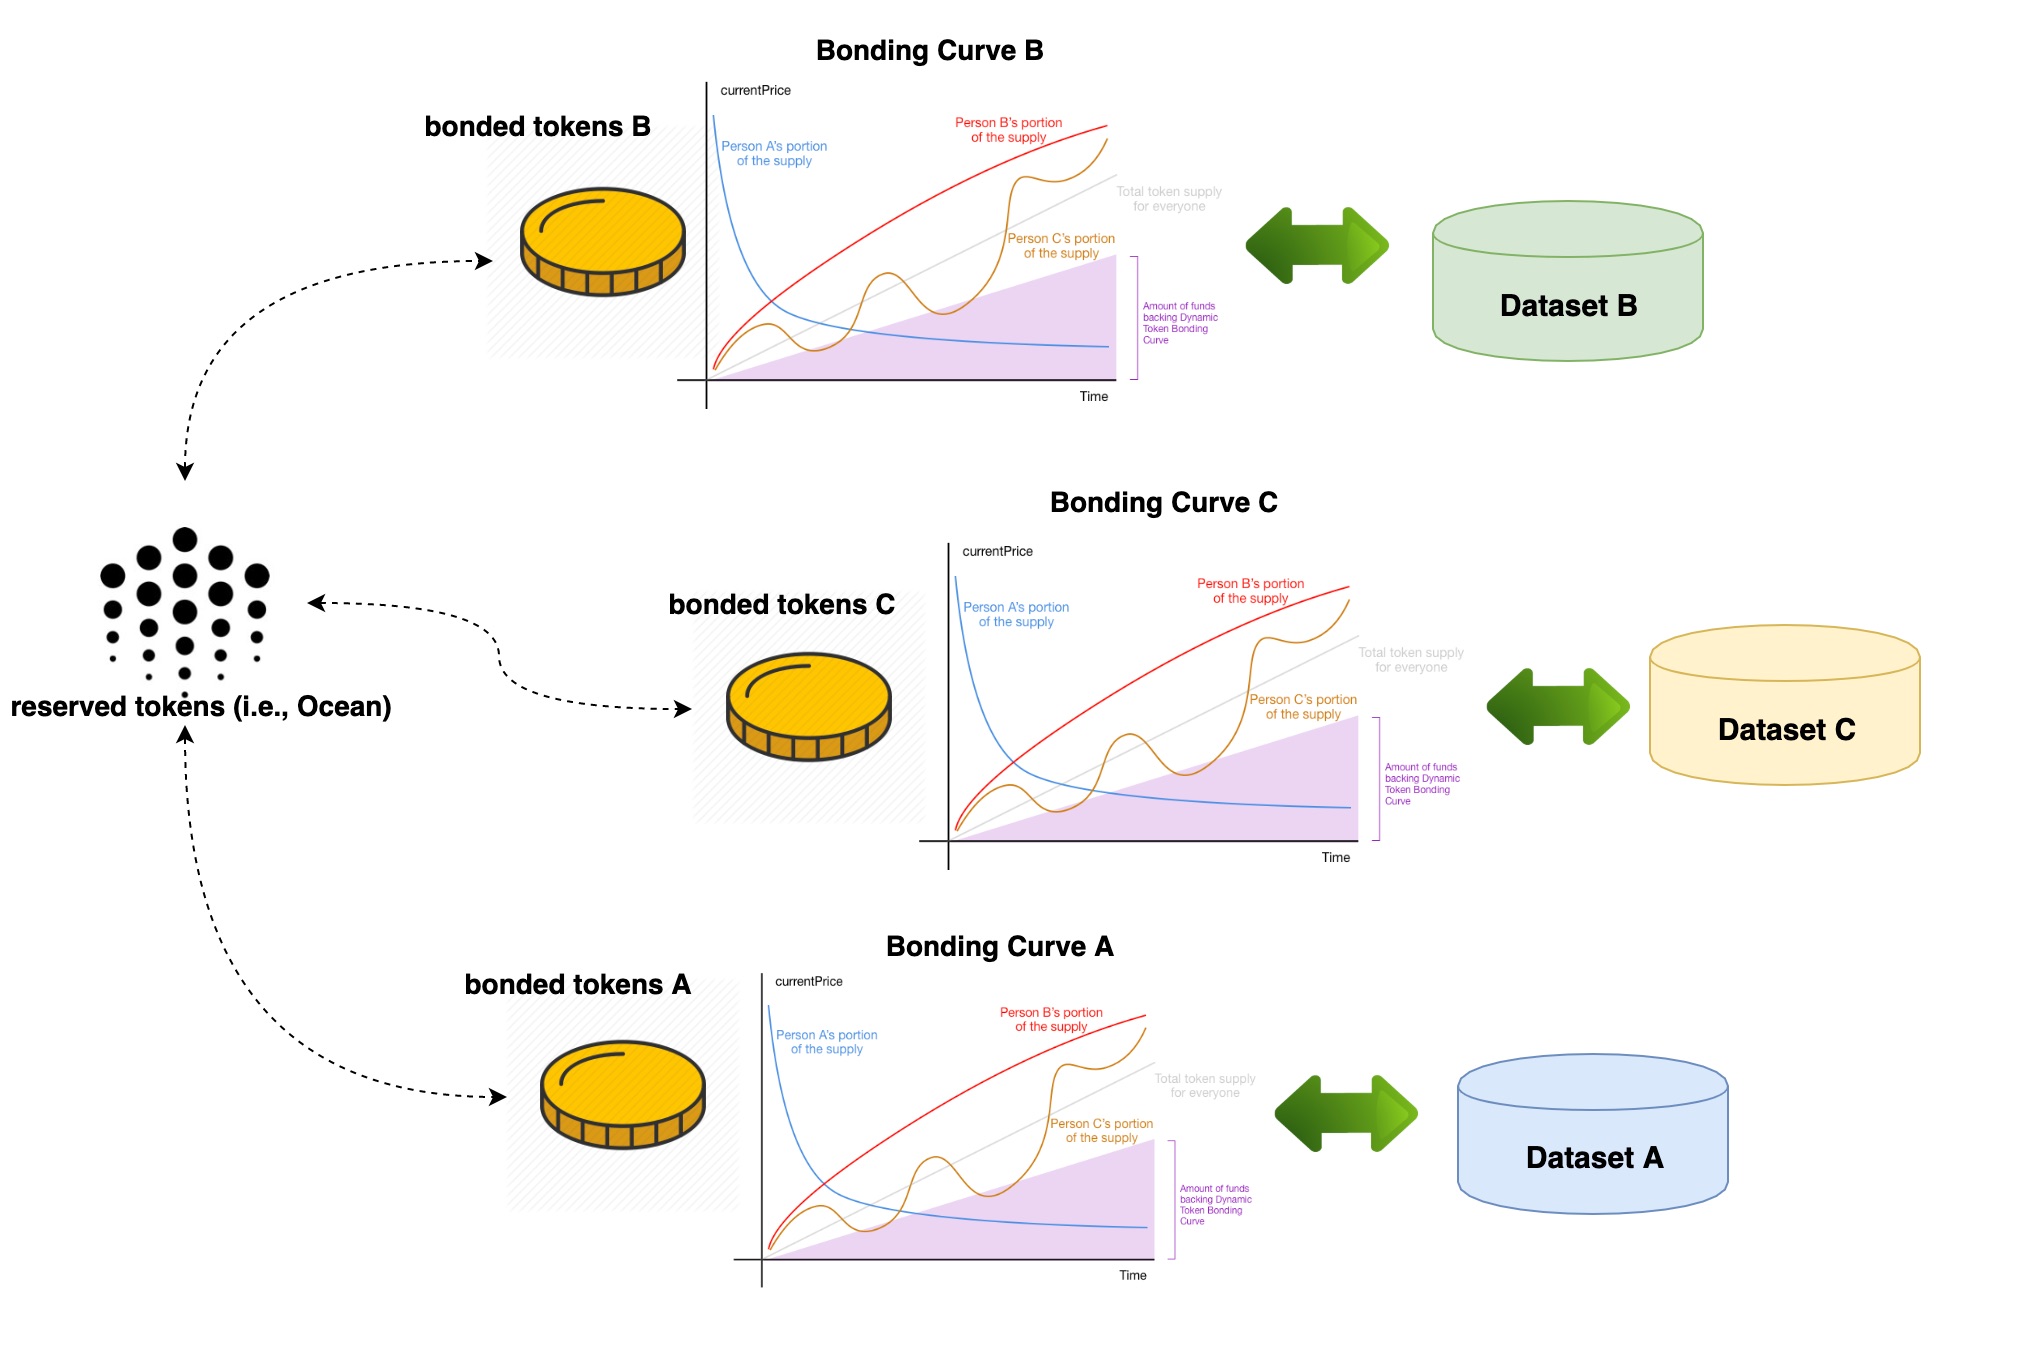 Bonding Curve B
currentPrice
bonded tokens B
Person B's portion
of the supply
Person A's portion
of the supply
Total token supply
for everyone
Person C's portion
of the supply
Amount of funds
backing Dynamic
Token Bonding
Curve
Dataset B
Time
Bonding Curve C
currentPrice
bonded tokens C
Person B's portion
of the supply
Person A's portion
of the supply
Total token supply
for everyone
Person C's portion
of the supply
reserved tokens (i.e., Ocean)
Dataset C
Amount of funds
backing Dynamic
Token Bonding
Curve
Time
Bonding Curve A
currentPrice
bonded tokens A
Person B's portion
of the supply
Person A's portion
of the supply
Total token supply
for everyone
Person C's portion
of the supply
Dataset A
Amount of funds
backing Dynamic
Token Bonding
Curve
Time